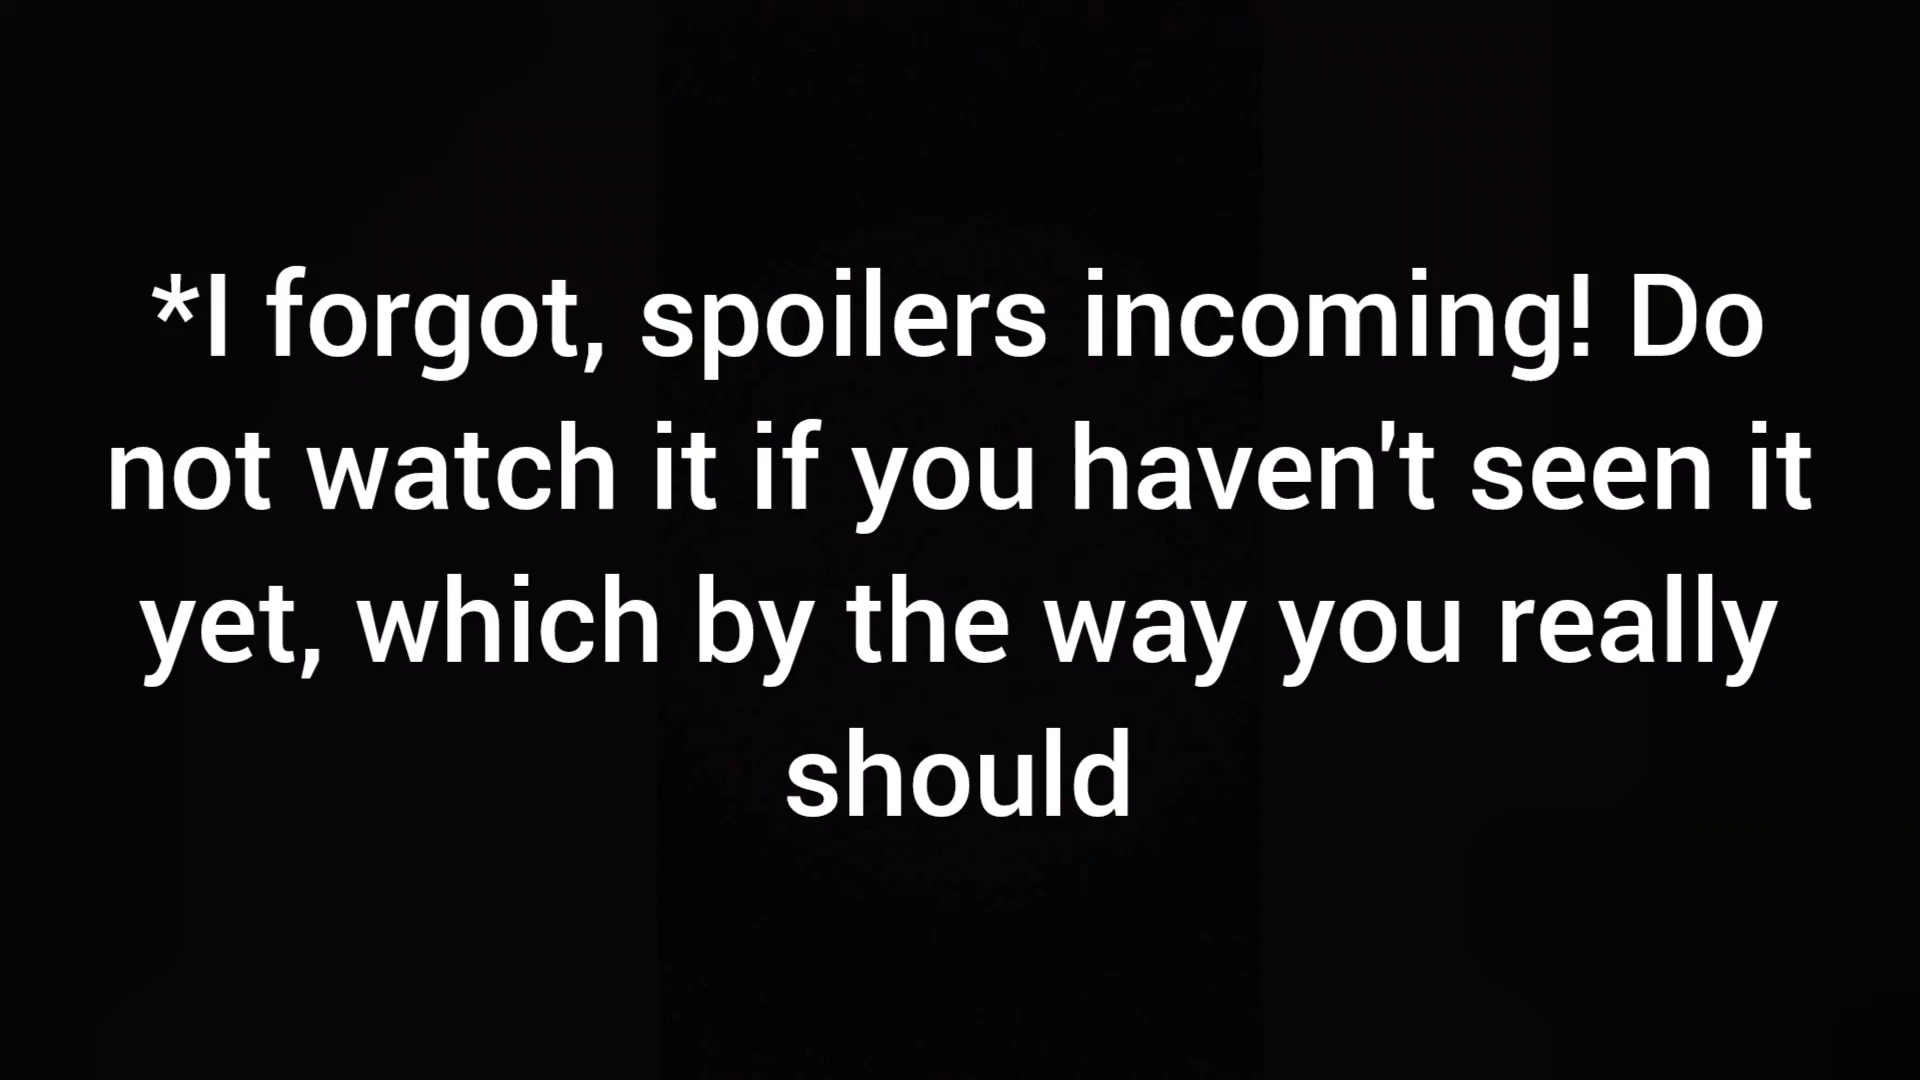 *I forgot, spoilers incoming! Do
not watch it if you haven't seen it
yet, which by the way you really
should